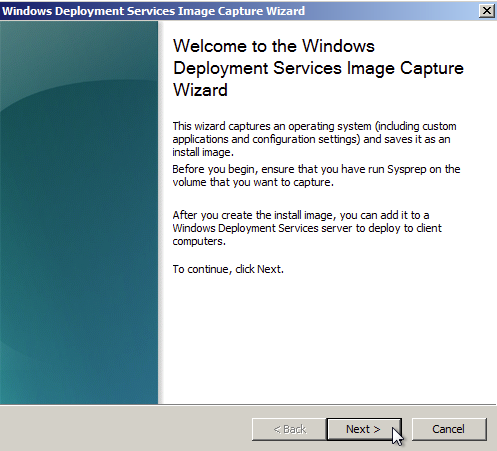 Windows Deployment Services Image Capture Wizard
Welcome to the Windows
Deployment Services Image Capture
Wizard
This wizard captures an operating system (including custom
applications and configuration settings) and saves it as an
install image.
Before you begin, ensure that you have run Sysprep on the
volume that you want to capture.
After you create the install image, you can add it to a
Windows Deployment Services server to deploy to client
computers.
To continue, click Next.
< Back Next > Cancel